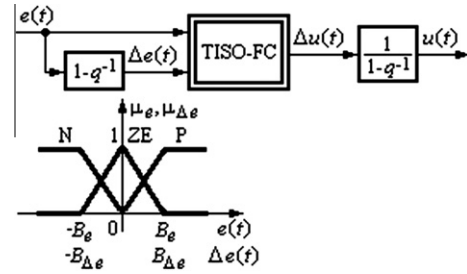 e(t)
TISO-FC
Δu(t)
1
1-q⁻¹
u(t)
1-q⁻¹
Δe(t)
μe, μΔe
N
1
ZE
P
-Be
0
Be
e(t)
-BΔe
BΔe
Δe(t)